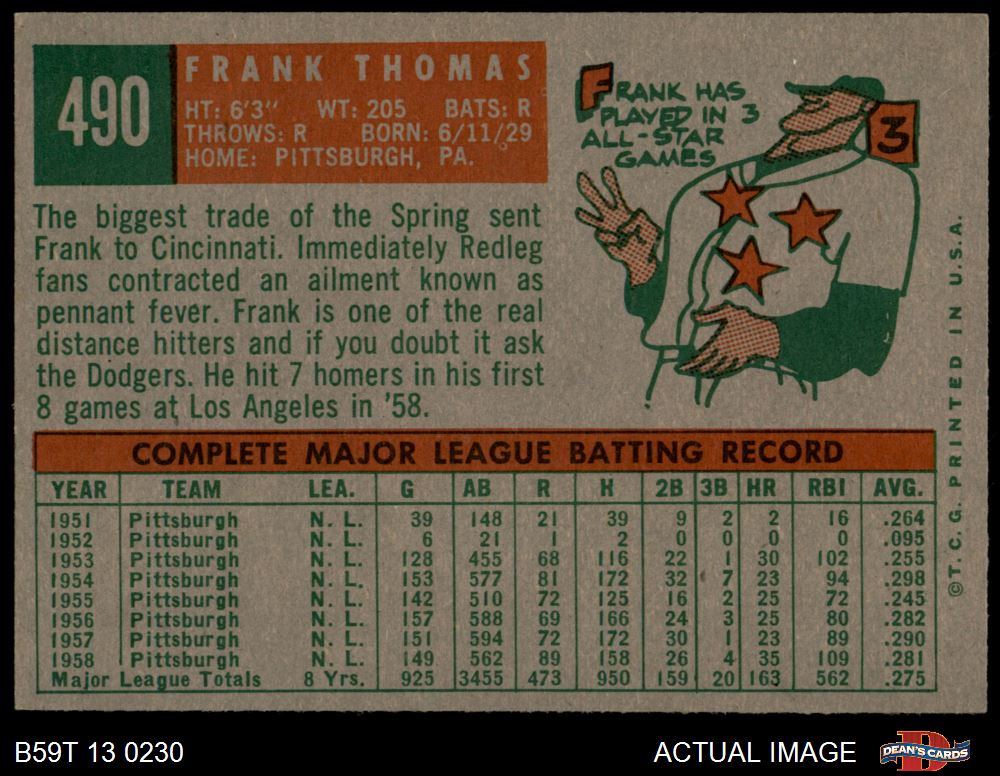 490
FRANK THOMAS
HT: 6'3" WT: 205 BATS: R
THROWS: R BORN: 6/11/29
HOME: PITTSBURGH, PA.
The biggest trade of the Spring sent
Frank to Cincinnati. Immediately Redleg
fans contracted an ailment known as
pennant fever. Frank is one of the real
distance hitters and if you doubt it ask
the Dodgers. He hit 7 homers in his first
8 games at Los Angeles in '58.
FRANK HAS
PLAYED IN 3
ALL-STAR
GAMES
3
COMPLETE MAJOR LEAGUE BATTING RECORD
YEAR TEAM LEA. G AB R H 2B 3B HR RBI AVG.
1951 Pittsburgh N. L. 39 148 21 39 9 2 2 16 .264
1952 Pittsburgh N. L. 6 21 1 2 0 0 0 0 .095
1953 Pittsburgh N. L. 128 455 68 116 22 1 30 102 .255
1954 Pittsburgh N. L. 153 577 81 172 32 7 23 94 .298
1955 Pittsburgh N. L. 142 510 72 125 16 2 25 72 .245
1956 Pittsburgh N. L. 157 588 69 166 24 3 25 80 .282
1957 Pittsburgh N. L. 151 594 72 172 30 1 23 89 .290
1958 Pittsburgh N. L. 149 562 89 158 26 4 35 109 .281
Major League Totals 8 Yrs. 925 3455 473 950 159 20 163 562 .275
©T. C. G. PRINTED IN U.S.A.
B59T 13 0230
ACTUAL IMAGE
D
DEAN'S CARDS